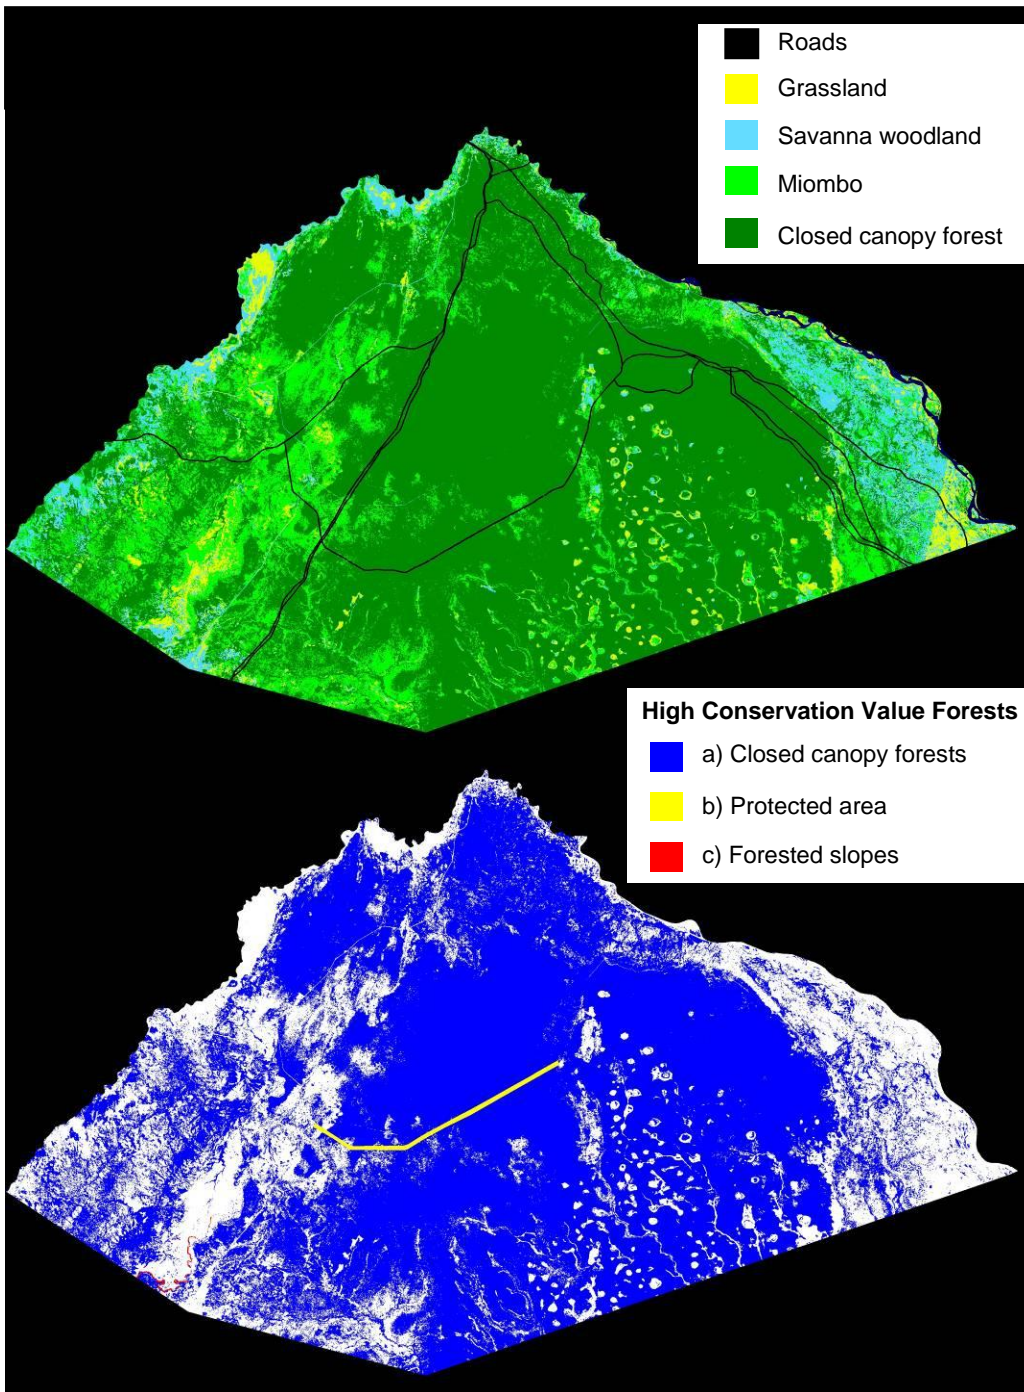 Roads
Grassland
Savanna woodland
Miombo
Closed canopy forest
High Conservation Value Forests
a) Closed canopy forests
b) Protected area
c) Forested slopes